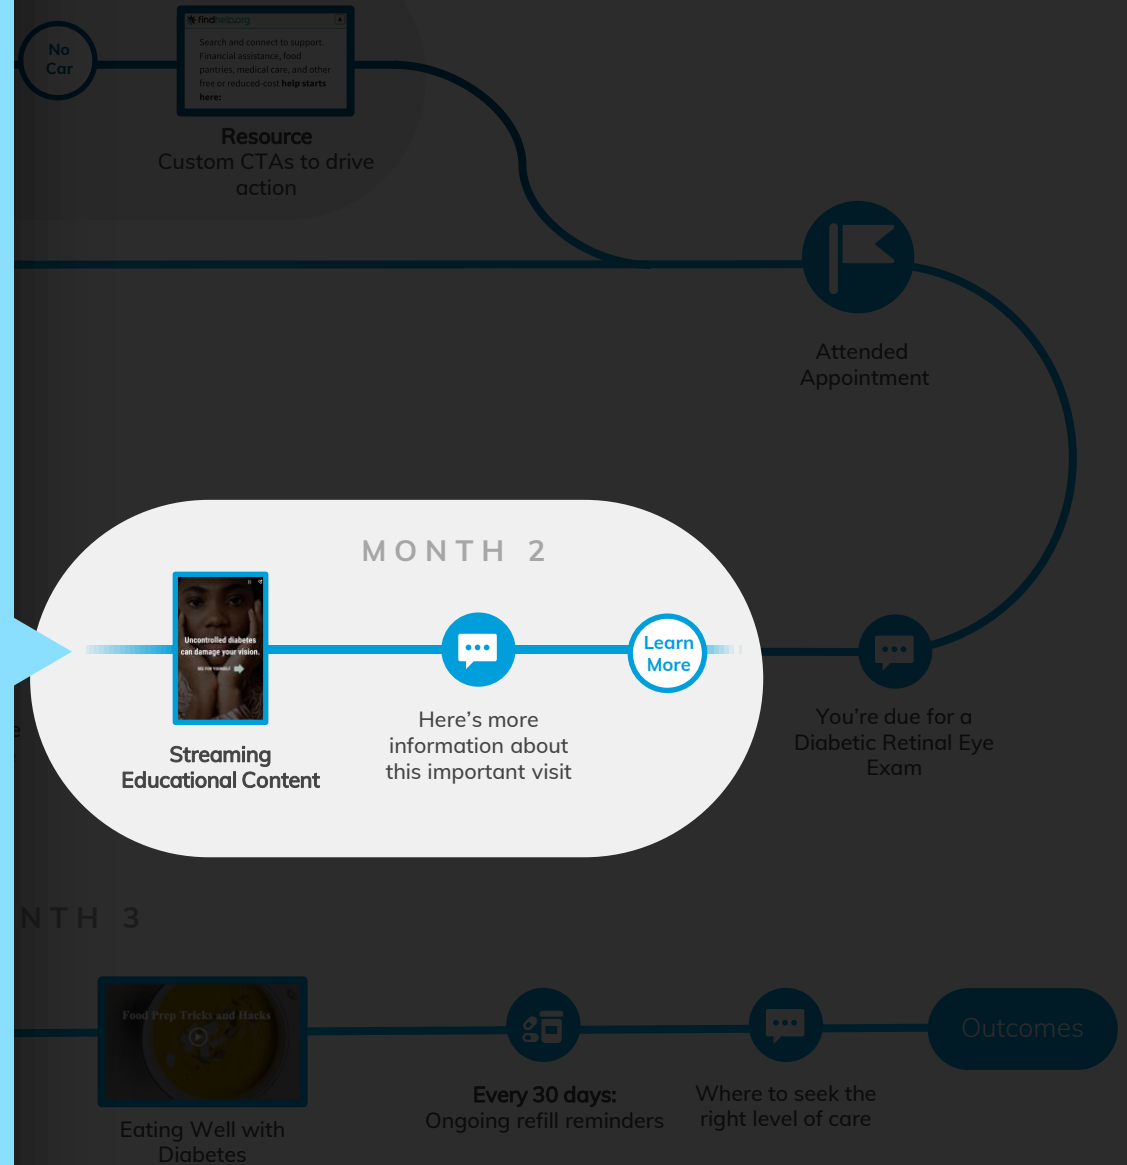 No
Car
findhelp.org
Search and connect to support.
Financial assistance, food
pantries, medical care, and other
free or reduced-cost help starts
here:
Resource
Custom CTAs to drive
action
Attended
Appointment
MONTH 2
Uncontrolled diabetes
can damage your vision.
SEE FOR YOURSELF
Learn
More
Streaming
Educational Content
Here's more
information about
this important visit
You're due for a
Diabetic Retinal Eye
Exam
e
NTH 3
Food Prep Tricks and Hacks
Outcomes
Every 30 days:
Ongoing refill reminders
Where to seek the
right level of care
Eating Well with
Diabetes